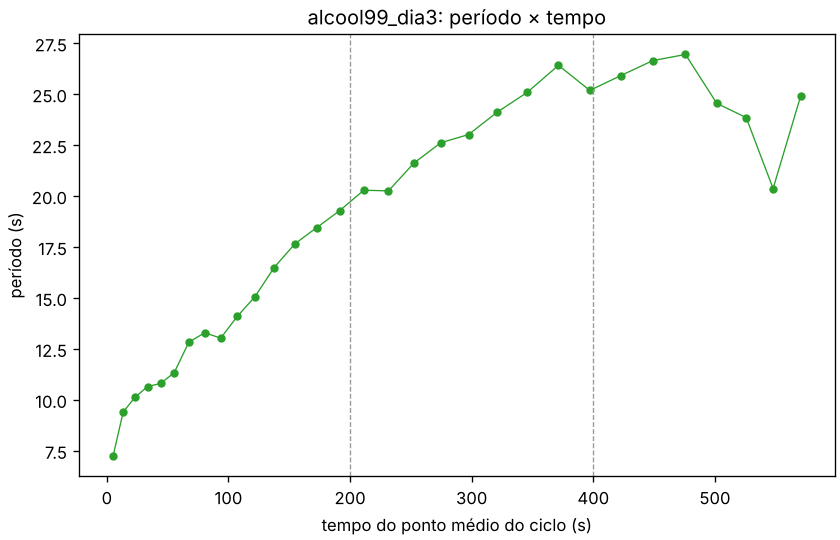 alcool99_dia3: período × tempo
período (s)
27.5
25.0
22.5
20.0
17.5
15.0
12.5
10.0
7.5
0 100 200 300 400 500
tempo do ponto médio do ciclo (s)